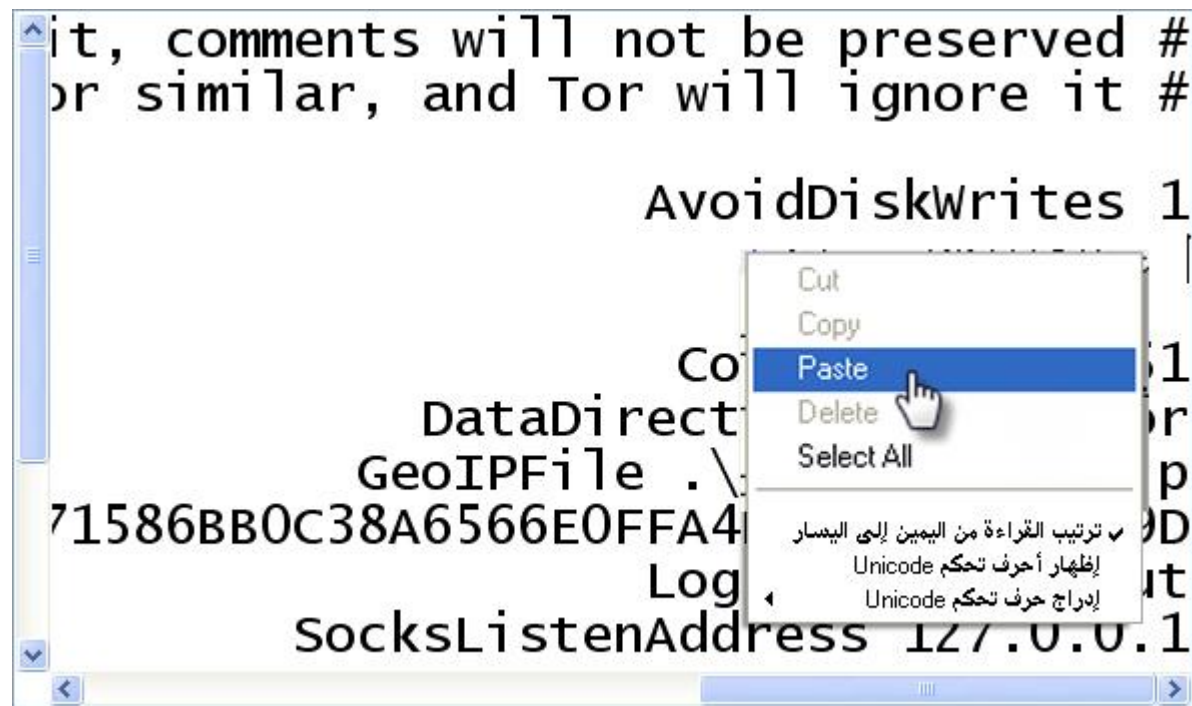 it, comments will not be preserved #
or similar, and Tor will ignore it #
AvoidDiskWrites 1
Cut
Copy
Paste
Delete
Select All
ترتيب القراءة من اليمين إلى اليسار
إظهار أحرف تحكم Unicode
إدراج حرف تحكم Unicode
DataDirect
GeoIPFile .\
71586BB0C38A6566E0FFA4
Log
SocksListenAddress 127.0.0.1